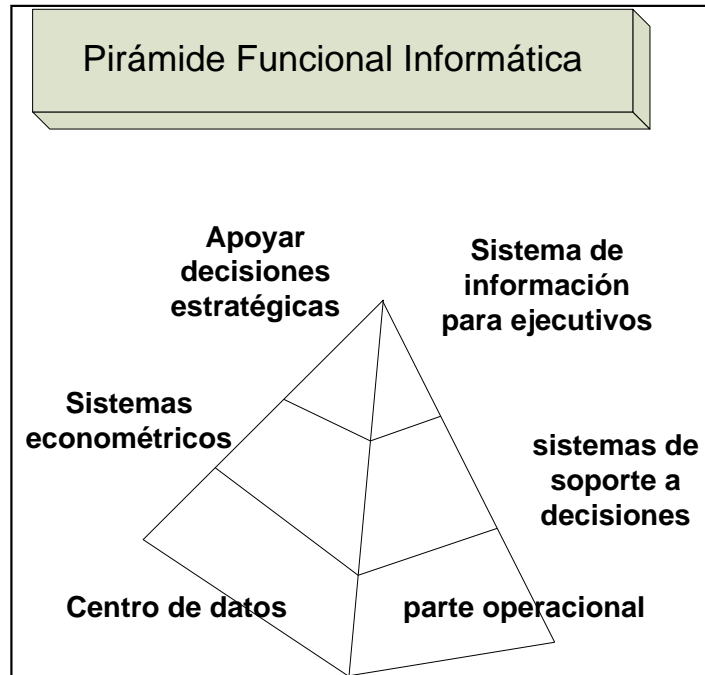 Pirámide Funcional Informática
Apoyar
decisiones
estratégicas
Sistema de
información
para ejecutivos
Sistemas
econométricos
sistemas de
soporte a
decisiones
Centro de datos
parte operacional